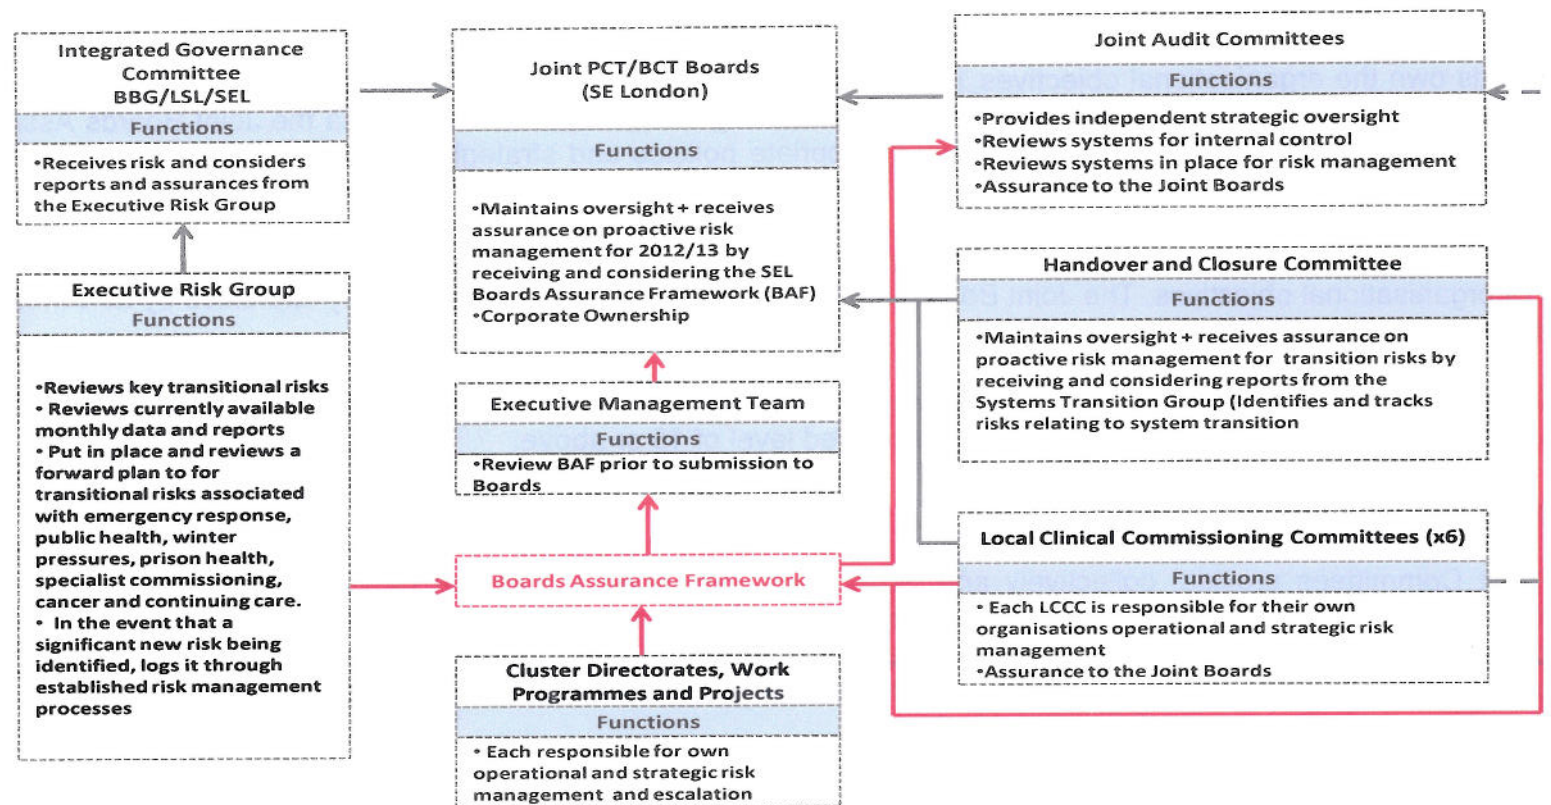 Integrated Governance
Committee
BBG/LSL/SEL
Functions
•Receives risk and considers
reports and assurances from
the Executive Risk Group
Executive Risk Group
Functions
•Reviews key transitional risks
• Reviews currently available
monthly data and reports
• Put in place and reviews a
forward plan to for
transitional risks associated
with emergency response,
public health, winter
pressures, prison health,
specialist commissioning,
cancer and continuing care.
• In the event that a
significant new risk being
identified, logs it through
established risk management
processes
Joint PCT/BCT Boards
(SE London)
Functions
•Maintains oversight + receives
assurance on proactive risk
management for 2012/13 by
receiving and considering the SEL
Boards Assurance Framework (BAF)
•Corporate Ownership
Executive Management Team
Functions
•Review BAF prior to submission to
Boards
Boards Assurance Framework
Cluster Directorates, Work
Programmes and Projects
Functions
• Each responsible for own
operational and strategic risk
management and escalation
Joint Audit Committees
Functions
•Provides independent strategic oversight
•Reviews systems for internal control
•Reviews systems in place for risk management
•Assurance to the Joint Boards
Handover and Closure Committee
Functions
•Maintains oversight + receives assurance on
proactive risk management for transition risks by
receiving and considering reports from the
Systems Transition Group (Identifies and tracks
risks relating to system transition
Local Clinical Commissioning Committees (x6)
Functions
• Each LCCC is responsible for their own
organisations operational and strategic risk
management
•Assurance to the Joint Boards